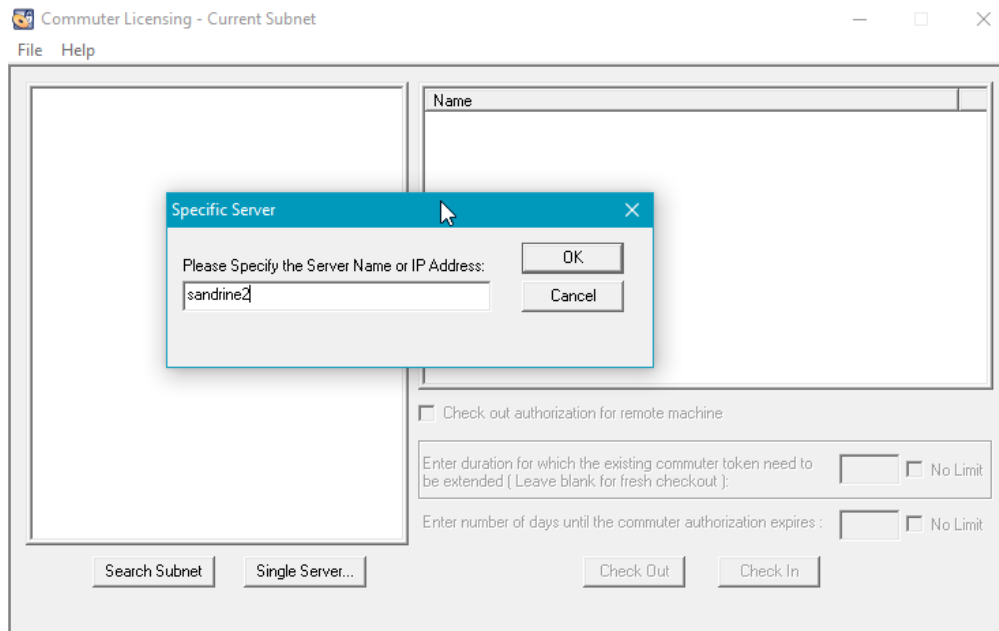 Commuter Licensing - Current Subnet
File Help
Name
Specific Server
Please Specify the Server Name or IP Address:
OK
sandrine2
Cancel
Check out authorization for remote machine
Enter duration for which the existing commuter token need to
be extended ( Leave blank for fresh checkout ):
No Limit
Enter number of days until the commuter authorization expires :
No Limit
Search Subnet
Single Server...
Check Out
Check In